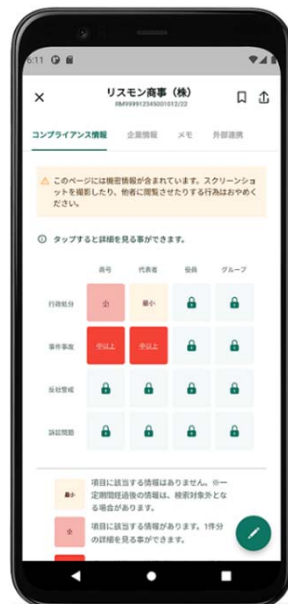 6:11
リスモン商事（株）
RM9999912345001012/22
コンプライアンス情報 企業情報 メモ 外部連携
このページには機密情報が含まれています。スクリーンショ
ットを撮影したり、他者に閲覧させたりする行為はおやめく
ださい。
タップすると詳細を見る事ができます。
商号 代表者 役員 グループ
行政処分 小 最小
事件事故 中以上 中以上
反社警戒
訴訟問題
最小 項目に該当する情報はありません。※一
定期間経過後の情報は、検索対象外とな
る場合があります。
小 項目に該当する情報があります。1件分
の詳細を見る事ができます。